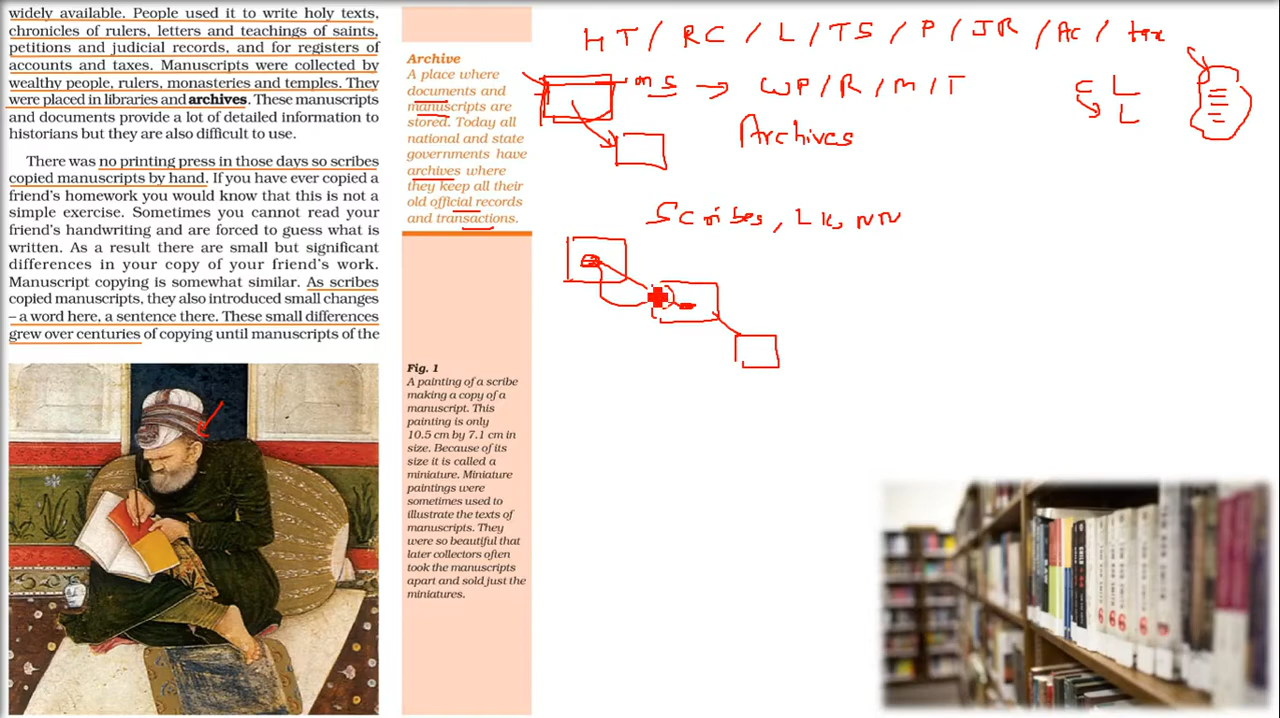 widely available. People used it to write holy texts,
chronicles of rulers, letters and teachings of saints,
petitions and judicial records, and for registers of
accounts and taxes. Manuscripts were collected by
wealthy people, rulers, monasteries and temples. They
were placed in libraries and archives. These manuscripts
and documents provide a lot of detailed information to
historians but they are also difficult to use.
There was no printing press in those days so scribes
copied manuscripts by hand. If you have ever copied a
friend's homework you would know that this is not a
simple exercise. Sometimes you cannot read your
friend's handwriting and are forced to guess what is
written. As a result there are small but significant
differences in your copy of your friend's work.
Manuscript copying is somewhat similar. As scribes
copied manuscripts, they also introduced small changes
– a word here, a sentence there. These small differences
grew over centuries of copying until manuscripts of the
Archive
A place where
documents and
manuscripts are
stored. Today all
national and state
governments have
archives where
they keep all their
old official records
and transactions.
Fig. 1
A painting of a scribe
making a copy of a
manuscript. This
painting is only
10.5 cm by 7.1 cm in
size. Because of its
size it is called a
miniature. Miniature
paintings were
sometimes used to
illustrate the texts of
manuscripts. They
were so beautiful that
later collectors often
took the manuscripts
apart and sold just the
miniatures.
HT / RC / L / TS / P / JR / AC / tax
MS → WP / R / M / T
L
L
Archives
Scribes,